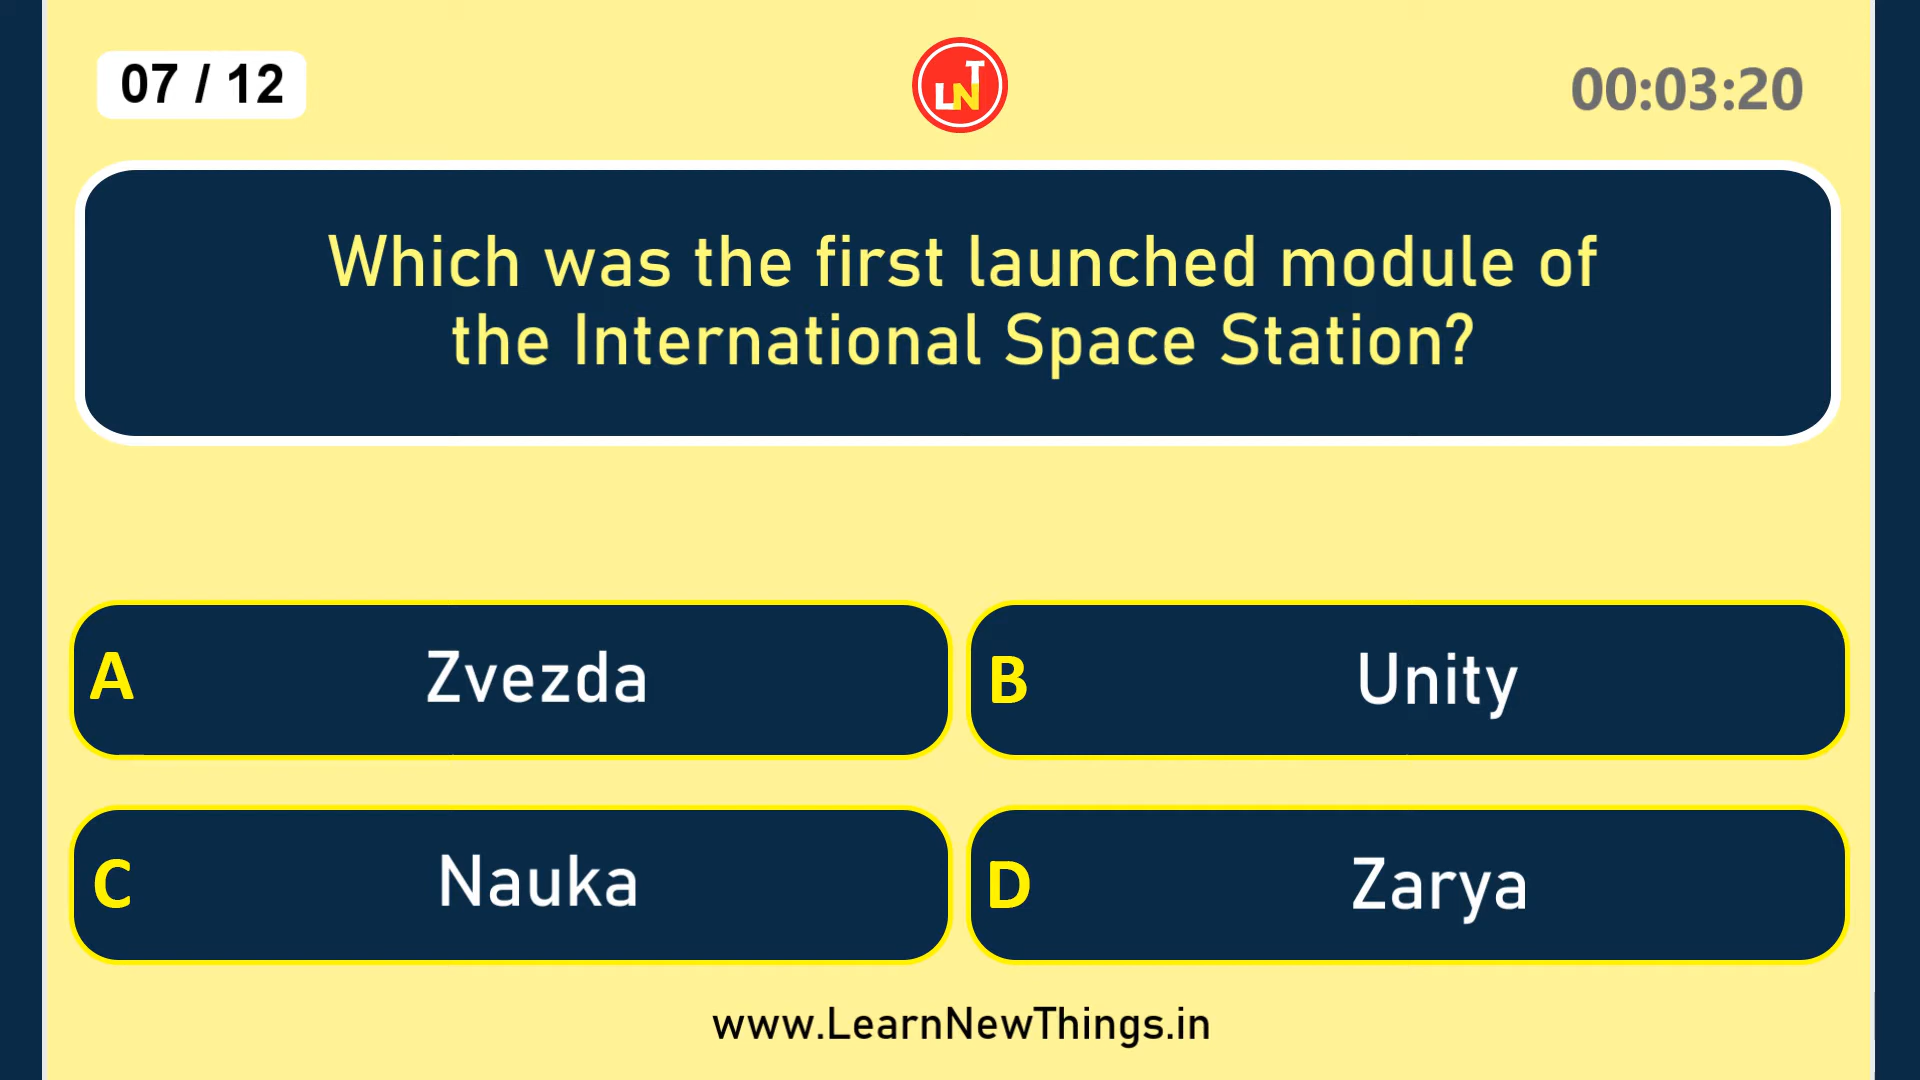 07 / 12
LNT
00:03:20
Which was the first launched module of
the International Space Station?
A Zvezda
B Unity
C Nauka
D Zarya
www.LearnNewThings.in